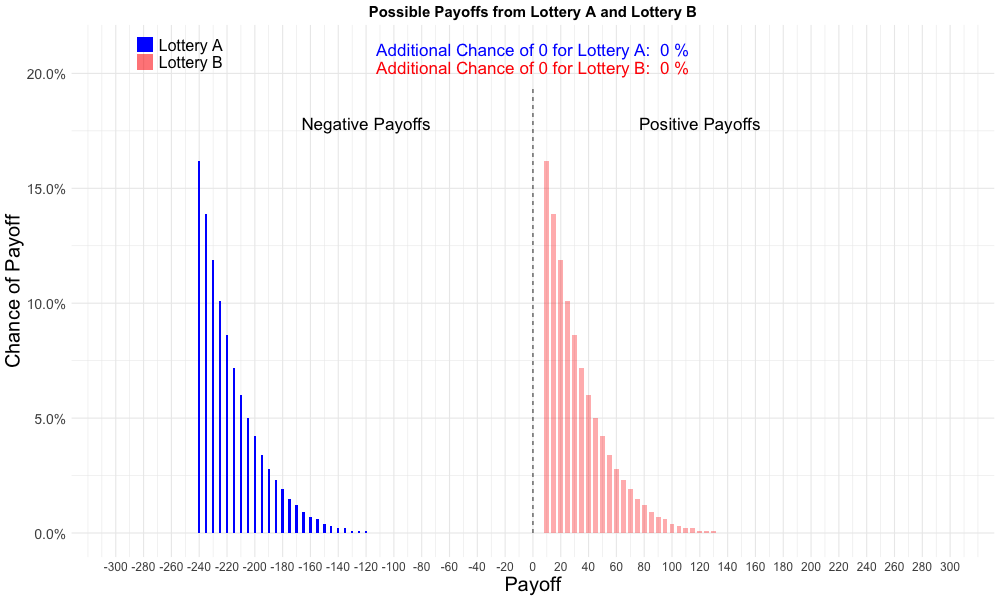 Possible Payoffs from Lottery A and Lottery B
Lottery A
Lottery B
Additional Chance of 0 for Lottery A:  0 %
Additional Chance of 0 for Lottery B:  0 %
Negative Payoffs
Positive Payoffs
Chance of Payoff
20.0%
15.0%
10.0%
5.0%
0.0%
-300 -280 -260 -240 -220 -200 -180 -160 -140 -120 -100 -80 -60 -40 -20 0 20 40 60 80 100 120 140 160 180 200 220 240 260 280 300
Payoff